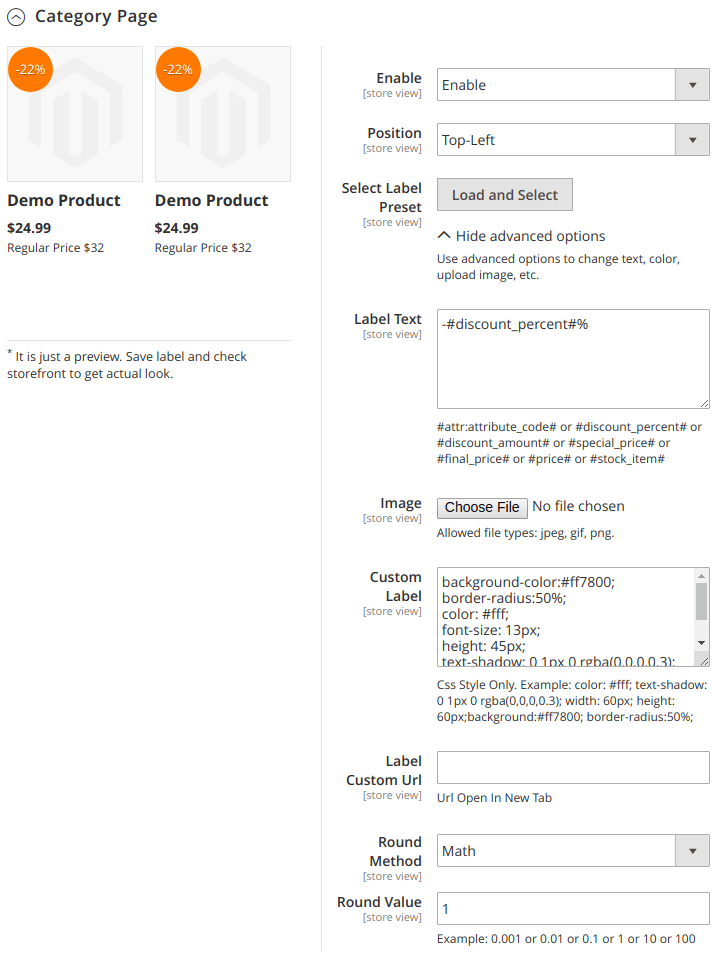 Category Page
-22%
-22%
Demo Product
Demo Product
$24.99
$24.99
Regular Price $32
Regular Price $32
* It is just a preview. Save label and check
storefront to get actual look.
Enable
[store view]
Enable
Position
[store view]
Top-Left
Select Label
Preset
[store view]
Load and Select
Hide advanced options
Use advanced options to change text, color,
upload image, etc.
Label Text
[store view]
-#discount_percent#%
#attr:attribute_code# or #discount_percent# or
#discount_amount# or #special_price# or
#final_price# or #price# or #stock_item#
Image
[store view]
Choose File No file chosen
Allowed file types: jpeg, gif, png.
Custom
Label
[store view]
background-color:#ff7800;
border-radius:50%;
color: #fff;
font-size: 13px;
height: 45px;
text-shadow: 0 1px 0 rgba(0,0,0,0.3);
Css Style Only. Example: color: #fff; text-shadow:
0 1px 0 rgba(0,0,0,0.3); width: 60px; height:
60px;background:#ff7800; border-radius:50%;
Label
Custom Url
[store view]
Url Open In New Tab
Round
Method
[store view]
Math
Round Value
[store view]
1
Example: 0.001 or 0.01 or 0.1 or 1 or 10 or 100